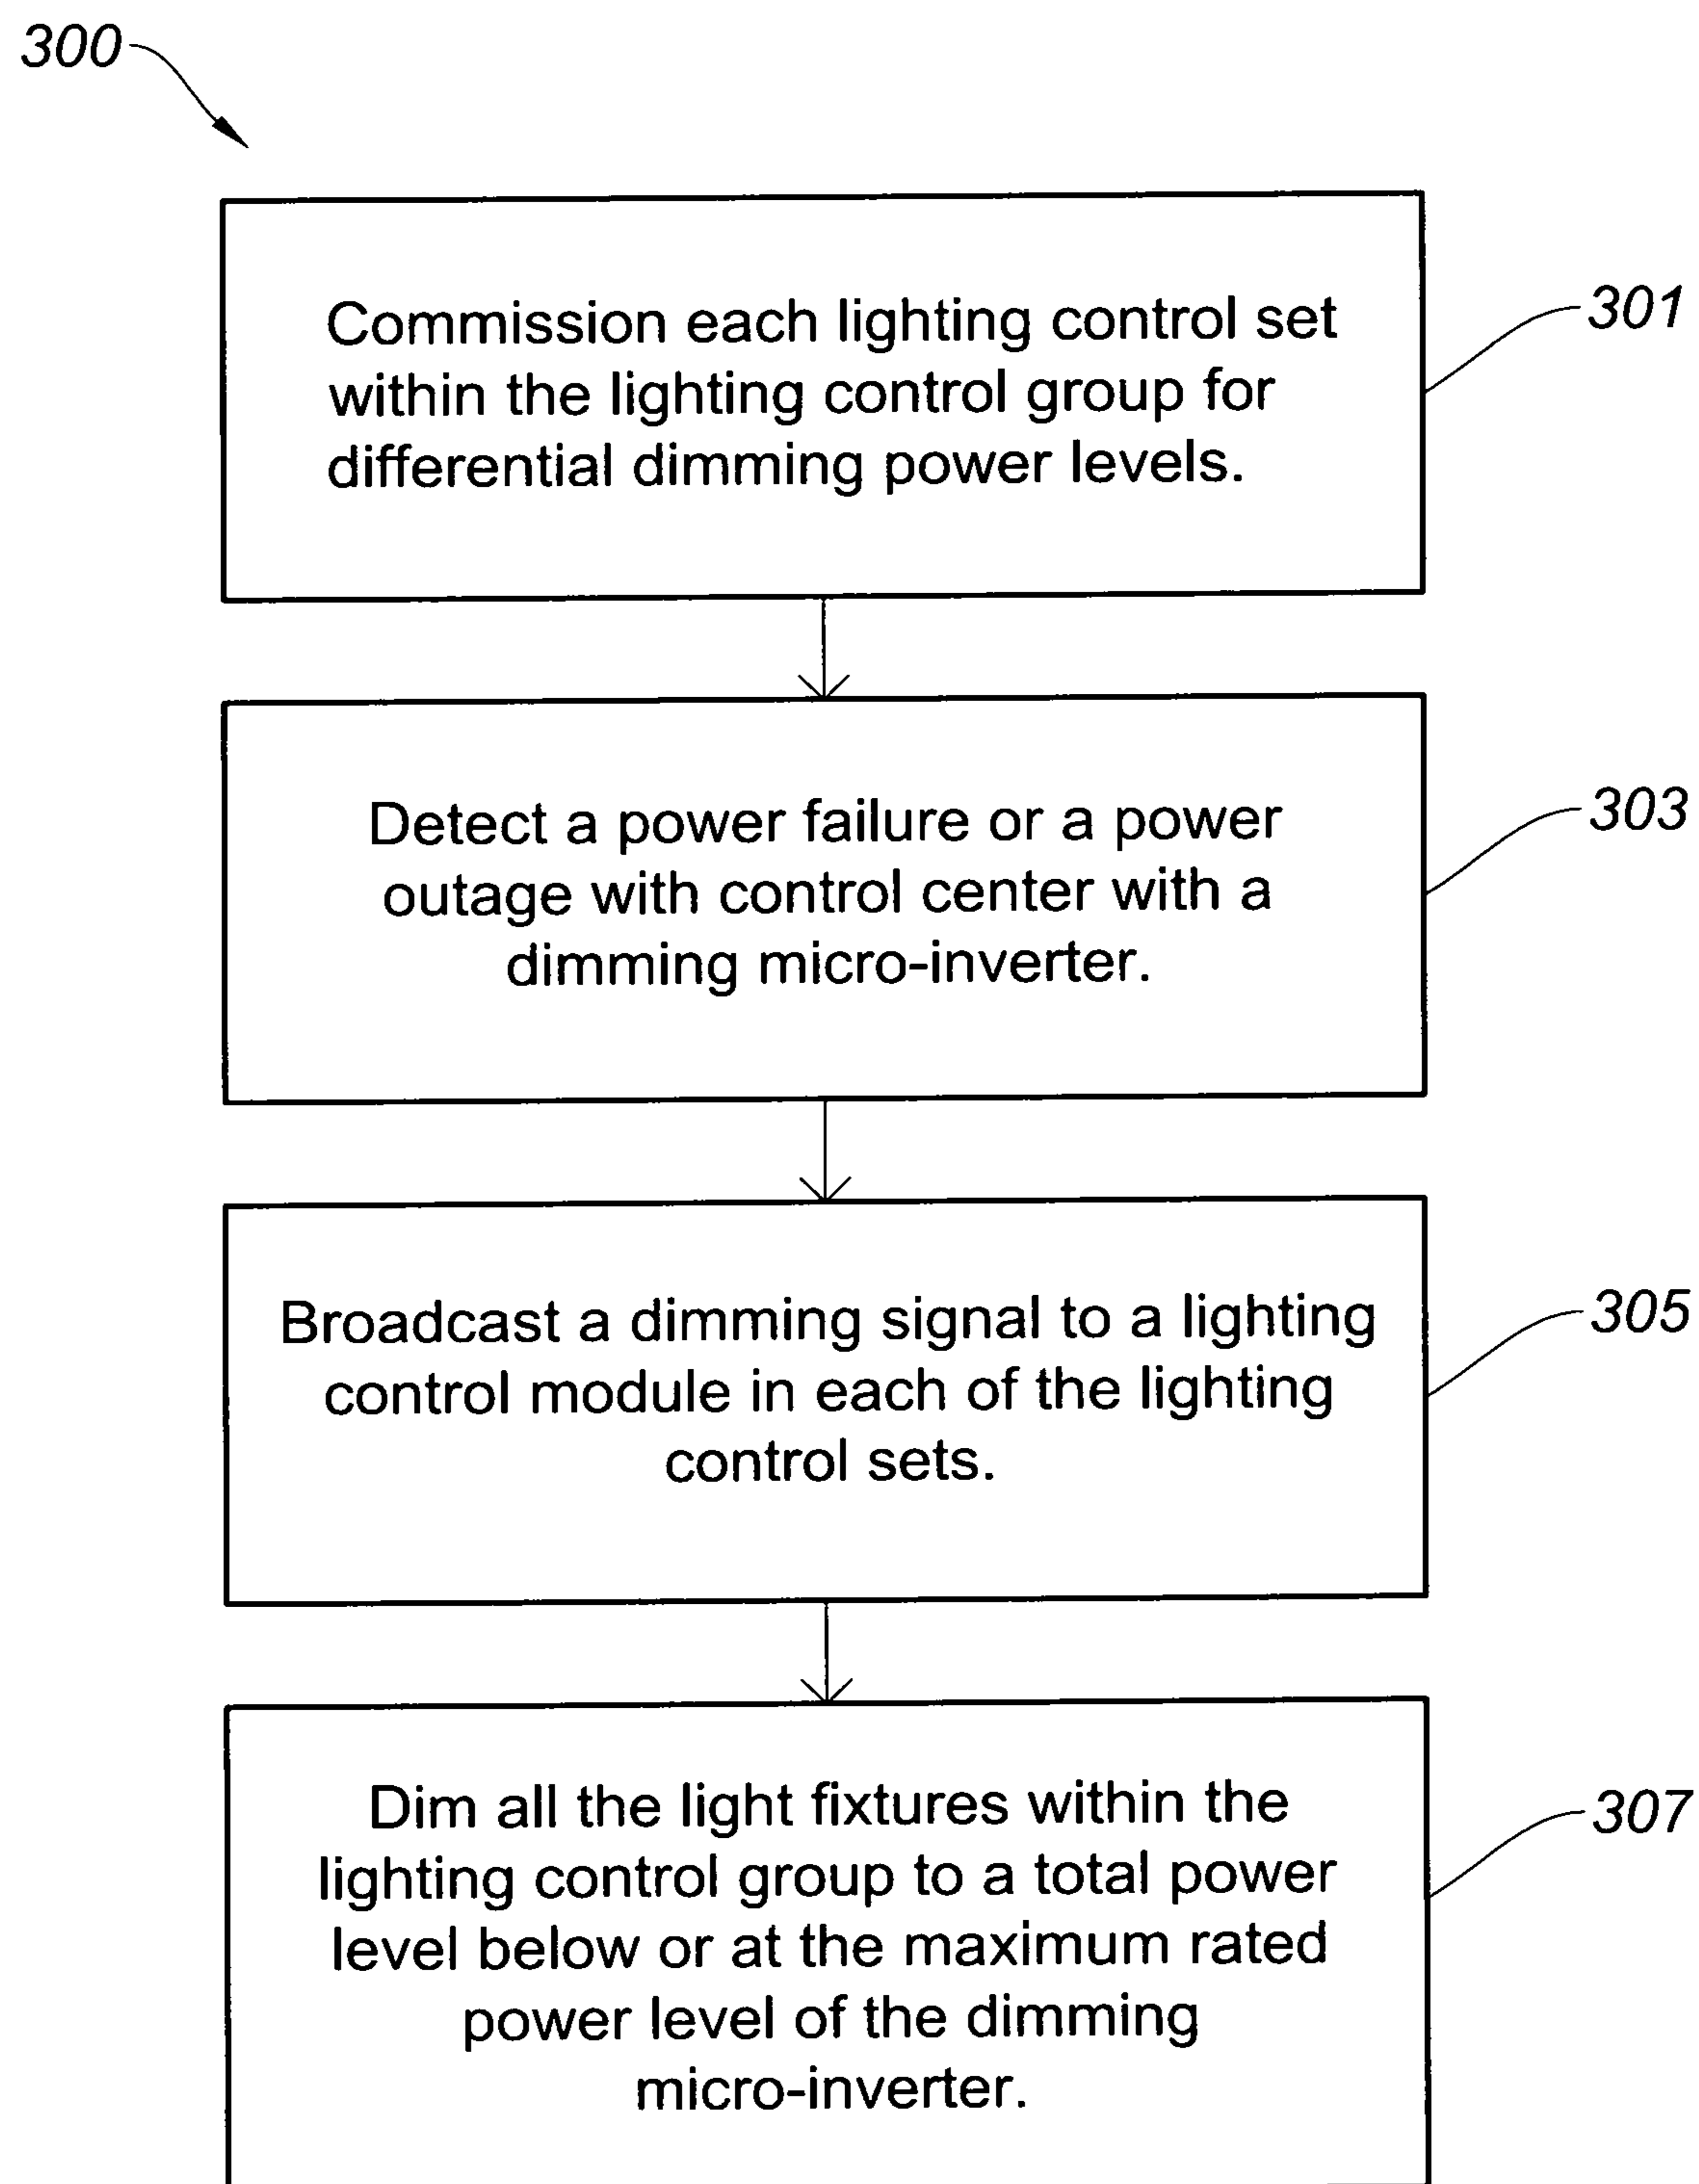 300
Commission each lighting control set
within the lighting control group for
differential dimming power levels.
301
Detect a power failure or a power
outage with control center with a
dimming micro-inverter.
303
Broadcast a dimming signal to a lighting
control module in each of the lighting
control sets.
305
Dim all the light fixtures within the
lighting control group to a total power
level below or at the maximum rated
power level of the dimming
micro-inverter.
307